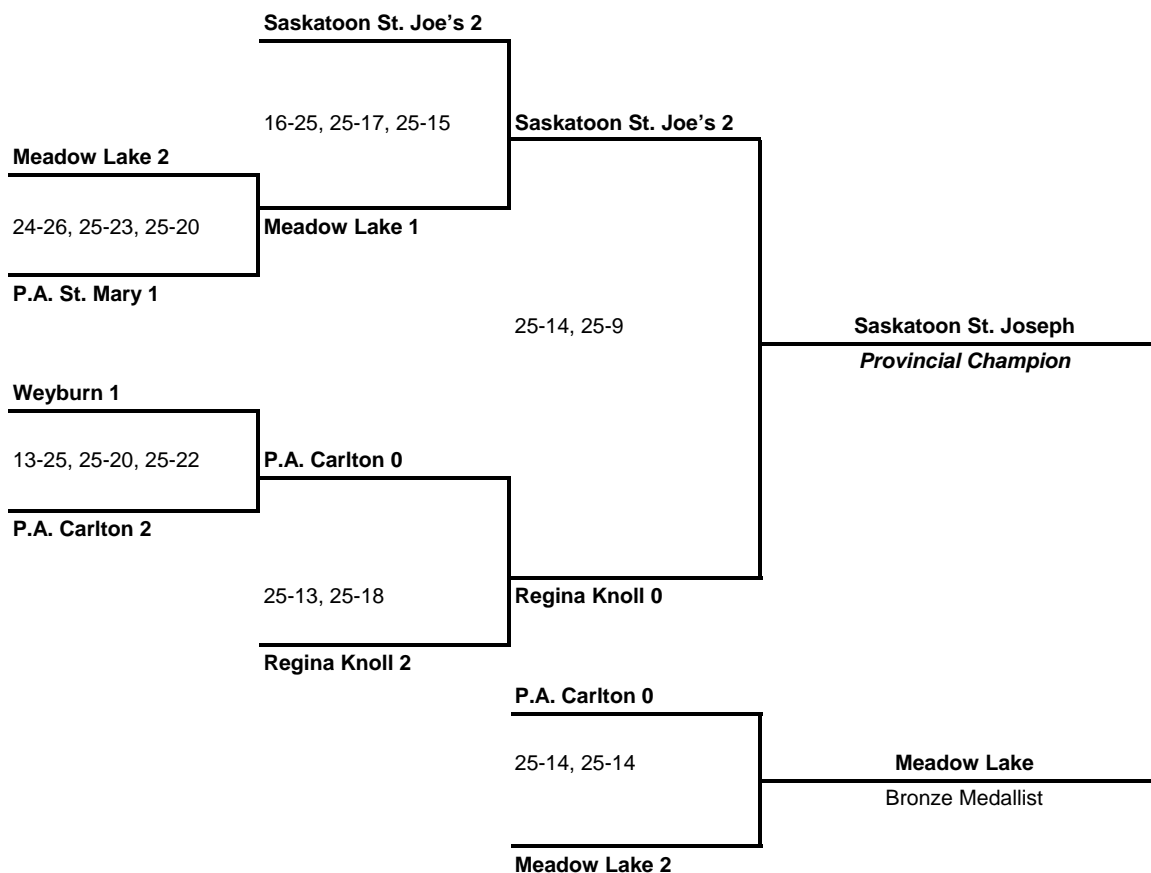 Saskatoon St. Joe's 2
16-25, 25-17, 25-15
Saskatoon St. Joe's 2
Meadow Lake 2
24-26, 25-23, 25-20
Meadow Lake 1
P.A. St. Mary 1
25-14, 25-9
Saskatoon St. Joseph
Provincial Champion
Weyburn 1
13-25, 25-20, 25-22
P.A. Carlton 0
P.A. Carlton 2
25-13, 25-18
Regina Knoll 0
Regina Knoll 2
P.A. Carlton 0
25-14, 25-14
Meadow Lake
Bronze Medallist
Meadow Lake 2